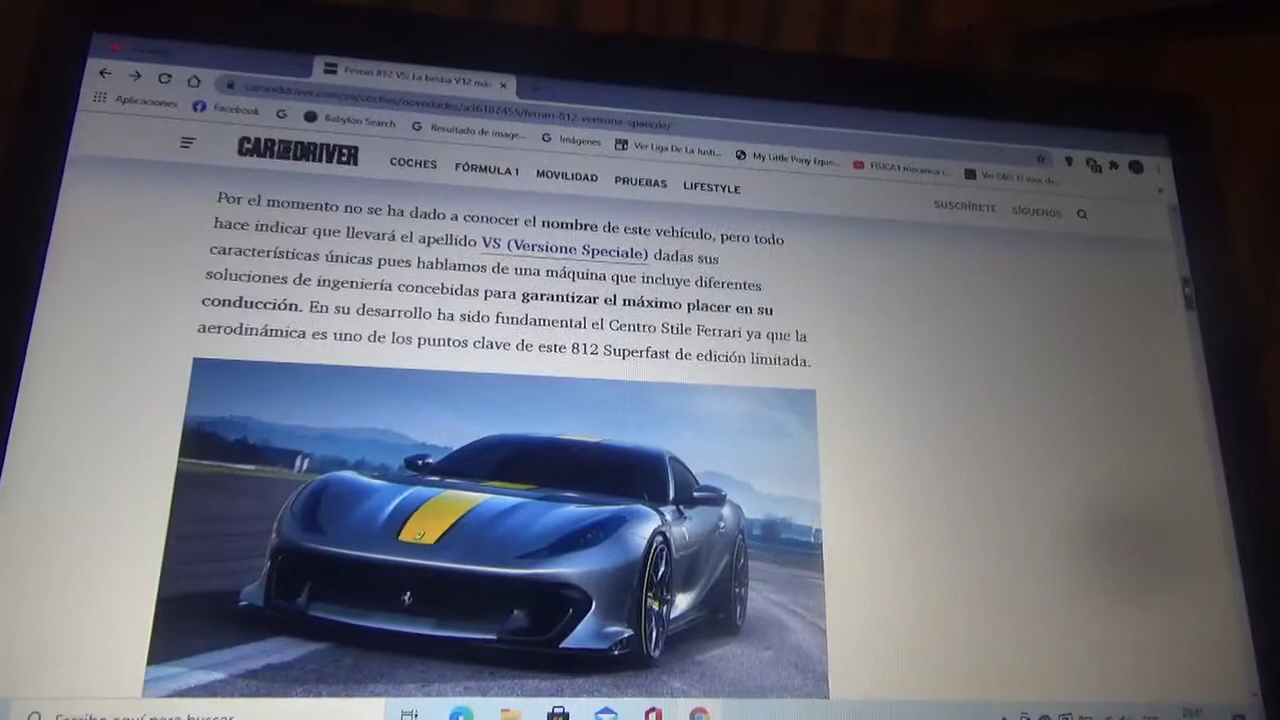 Ferrari 812 VS: La bestia V12 más
caranddriver.com/es/coches/novedades/a36182455/ferrari-812-versione-speciale/
Aplicaciones
Facebook
Babylon Search
Resultado de image...
Imágenes
Ver Liga De La Justi...
My Little Pony Eque...
FISICA1 mecanica c...
CAR AND DRIVER
COCHES
FÓRMULA 1
MOVILIDAD
PRUEBAS
LIFESTYLE
SUSCRÍBETE
SÍGUENOS
Por el momento no se ha dado a conocer el nombre de este vehículo, pero todo
hace indicar que llevará el apellido VS (Versione Speciale) dadas sus
características únicas pues hablamos de una máquina que incluye diferentes
soluciones de ingeniería concebidas para garantizar el máximo placer en su
conducción. En su desarrollo ha sido fundamental el Centro Stile Ferrari ya que la
aerodinámica es uno de los puntos clave de este 812 Superfast de edición limitada.
Escribe aquí para buscar